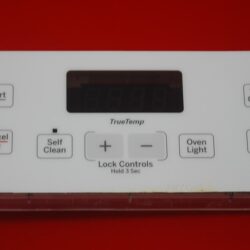 TrueTemp
Self
Clean
+
−
Oven
Light
Lock Controls
Hold 3 Sec